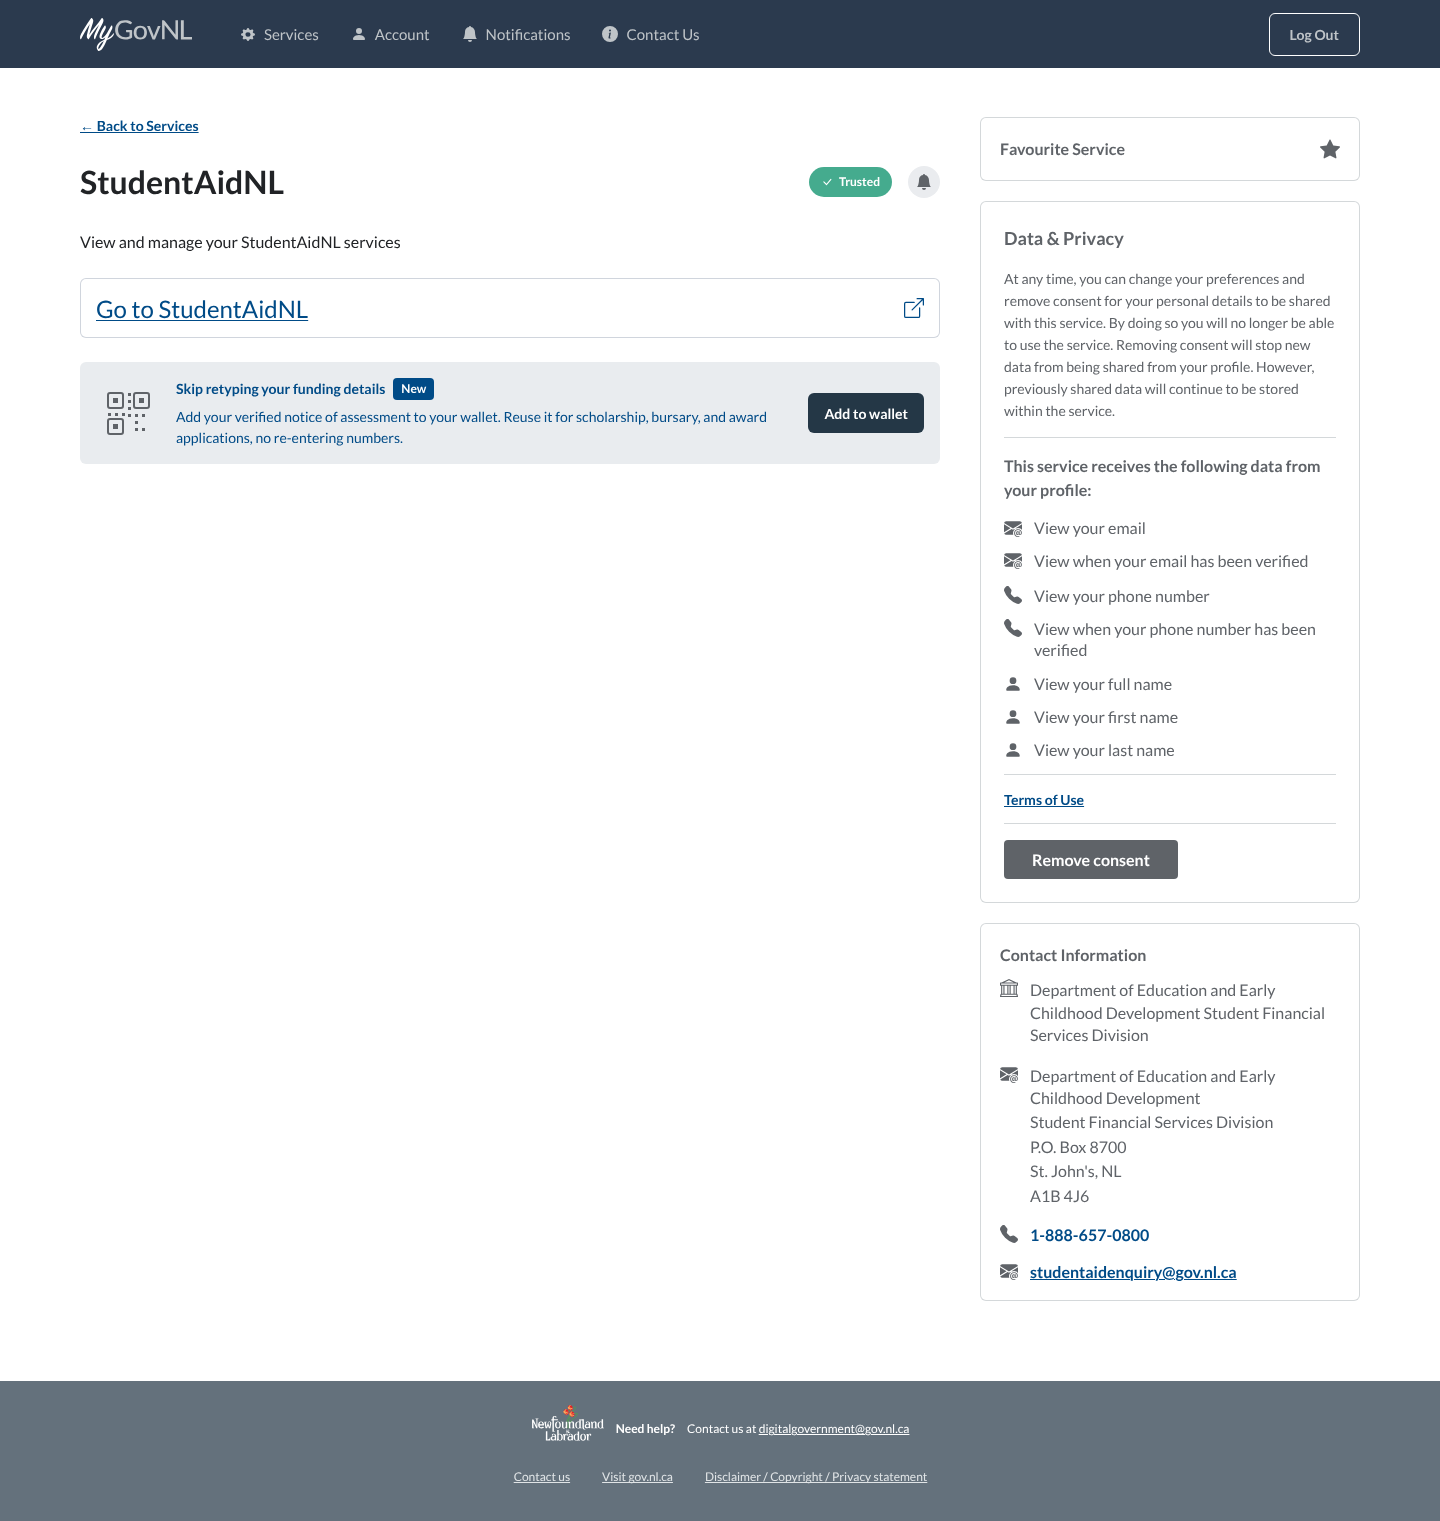 MyGovNL
Services
Account
Notifications
Contact Us
Log Out
← Back to Services
StudentAidNL
Trusted
View and manage your StudentAidNL services
Go to StudentAidNL
Skip retyping your funding details New
Add your verified notice of assessment to your wallet. Reuse it for scholarship, bursary, and award
applications, no re-entering numbers.
Add to wallet
Favourite Service
Data & Privacy
At any time, you can change your preferences and
remove consent for your personal details to be shared
with this service. By doing so you will no longer be able
to use the service. Removing consent will stop new
data from being shared from your profile. However,
previously shared data will continue to be stored
within the service.
This service receives the following data from
your profile:
View your email
View when your email has been verified
View your phone number
View when your phone number has been
verified
View your full name
View your first name
View your last name
Terms of Use
Remove consent
Contact Information
Department of Education and Early
Childhood Development Student Financial
Services Division
Department of Education and Early
Childhood Development
Student Financial Services Division
P.O. Box 8700
St. John's, NL
A1B 4J6
1-888-657-0800
studentaidenquiry@gov.nl.ca
Newfoundland
Labrador
Need help? Contact us at digitalgovernment@gov.nl.ca
Contact us
Visit gov.nl.ca
Disclaimer / Copyright / Privacy statement